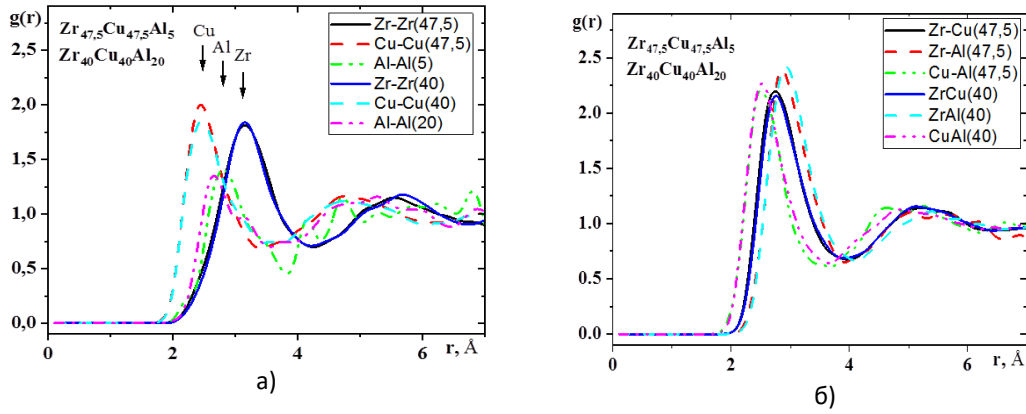 g(r)
Zr47,5Cu47,5Al5
Zr40Cu40Al20
Cu
Al
Zr
Zr-Zr(47,5)
Cu-Cu(47,5)
Al-Al(5)
Zr-Zr(40)
Cu-Cu(40)
Al-Al(20)
2,5
2,0
1,5
1,0
0,5
0,0
0
2
4
6
r, Å
а)
g(r)
Zr47,5Cu47,5Al5
Zr40Cu40Al20
Zr-Cu(47,5)
Zr-Al(47,5)
Cu-Al(47,5)
ZrCu(40)
ZrAl(40)
CuAl(40)
2.5
2.0
1.5
1.0
0.5
0.0
0
2
3
4
5
6
r, Å
б)